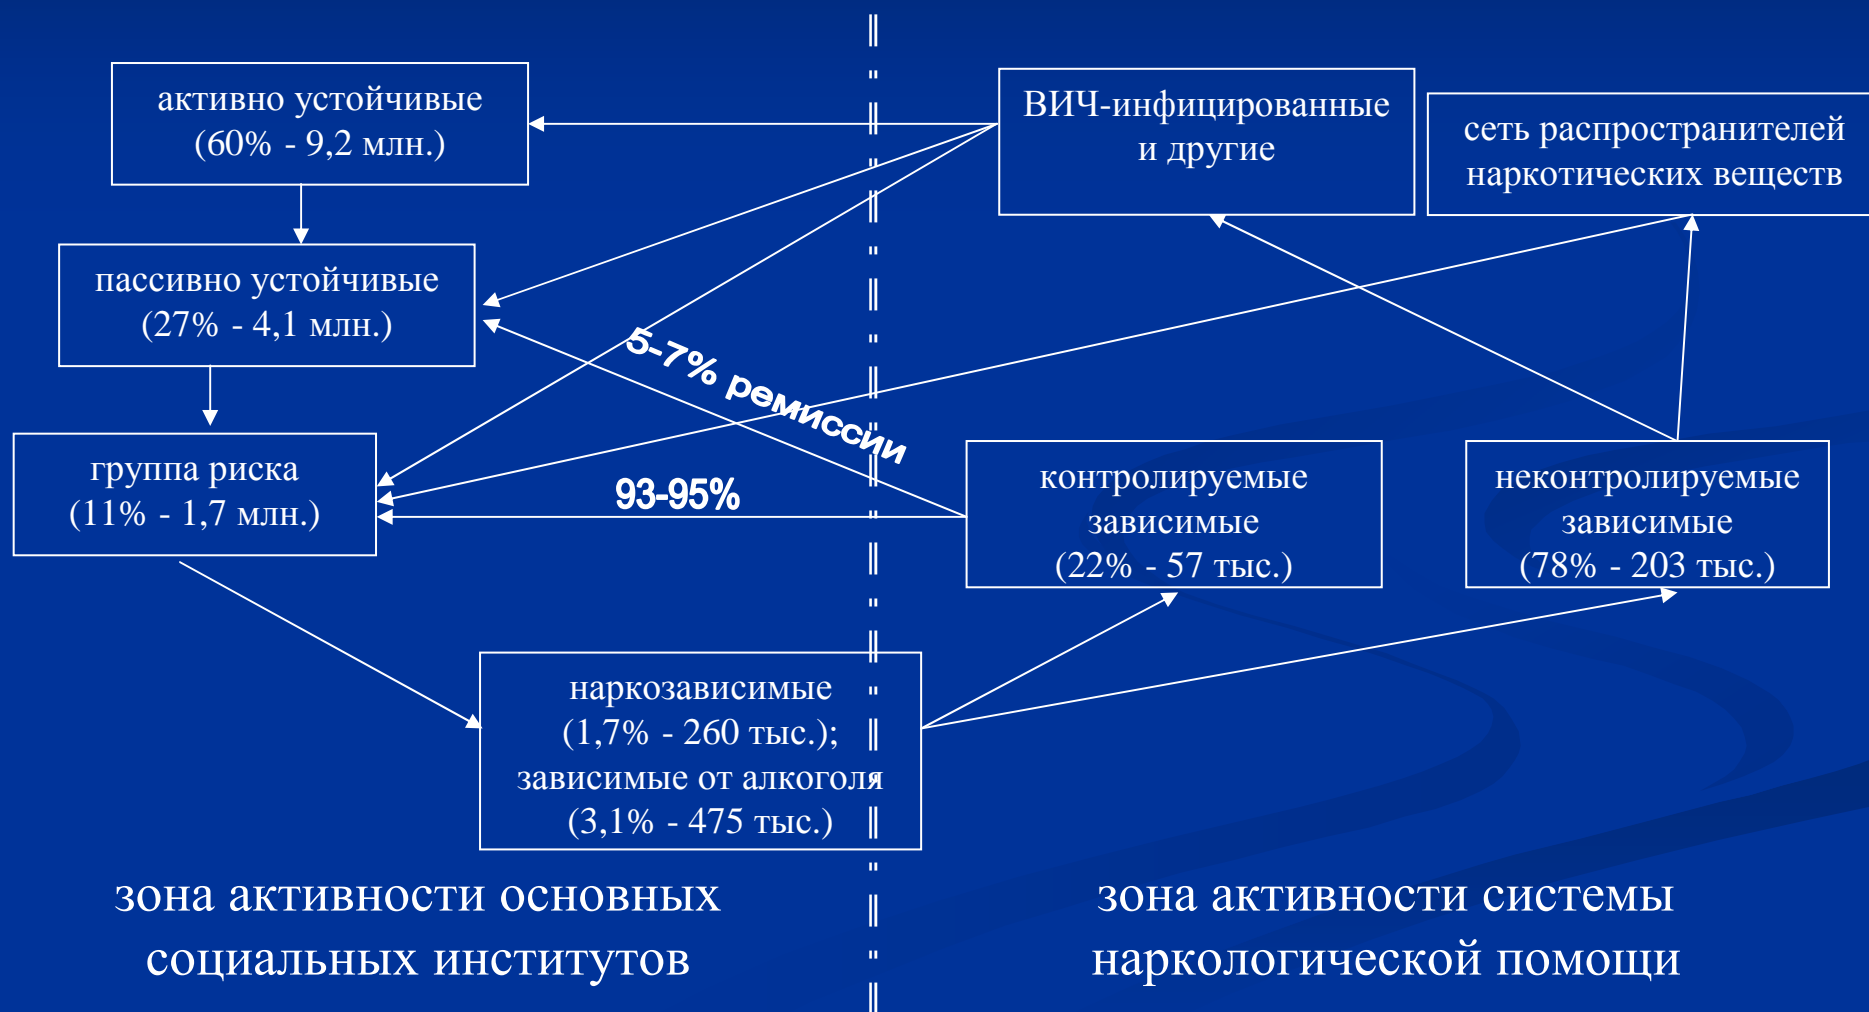 активно устойчивые
(60% - 9,2 млн.)
ВИЧ-инфицированные
и другие
сеть распространителей
наркотических веществ
пассивно устойчивые
(27% - 4,1 млн.)
5-7% ремиссии
группа риска
(11% - 1,7 млн.)
93-95%
контролируемые
зависимые
(22% - 57 тыс.)
неконтролируемые
зависимые
(78% - 203 тыс.)
наркозависимые
(1,7% - 260 тыс.);
зависимые от алкоголя
(3,1% - 475 тыс.)
зона активности основных
социальных институтов
зона активности системы
наркологической помощи